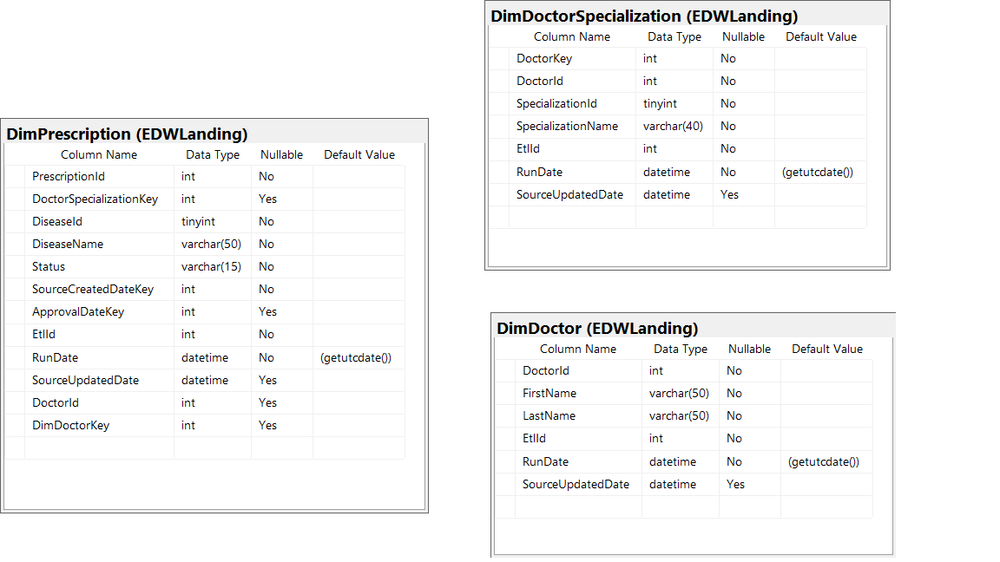 DimDoctorSpecialization (EDWLanding)
Column Name Data Type Nullable Default Value
DoctorKey int No
DoctorId int No
SpecializationId tinyint No
SpecializationName varchar(40) No
EtlId int No
RunDate datetime No (getutcdate())
SourceUpdatedDate datetime Yes
DimPrescription (EDWLanding)
Column Name Data Type Nullable Default Value
PrescriptionId int No
DoctorSpecializationKey int Yes
DiseaseId tinyint No
DiseaseName varchar(50) No
Status varchar(15) No
SourceCreatedDateKey int No
ApprovalDateKey int Yes
EtlId int No
RunDate datetime No (getutcdate())
SourceUpdatedDate datetime Yes
DoctorId int Yes
DimDoctorKey int Yes
DimDoctor (EDWLanding)
Column Name Data Type Nullable Default Value
DoctorId int No
FirstName varchar(50) No
LastName varchar(50) No
EtlId int No
RunDate datetime No (getutcdate())
SourceUpdatedDate datetime Yes